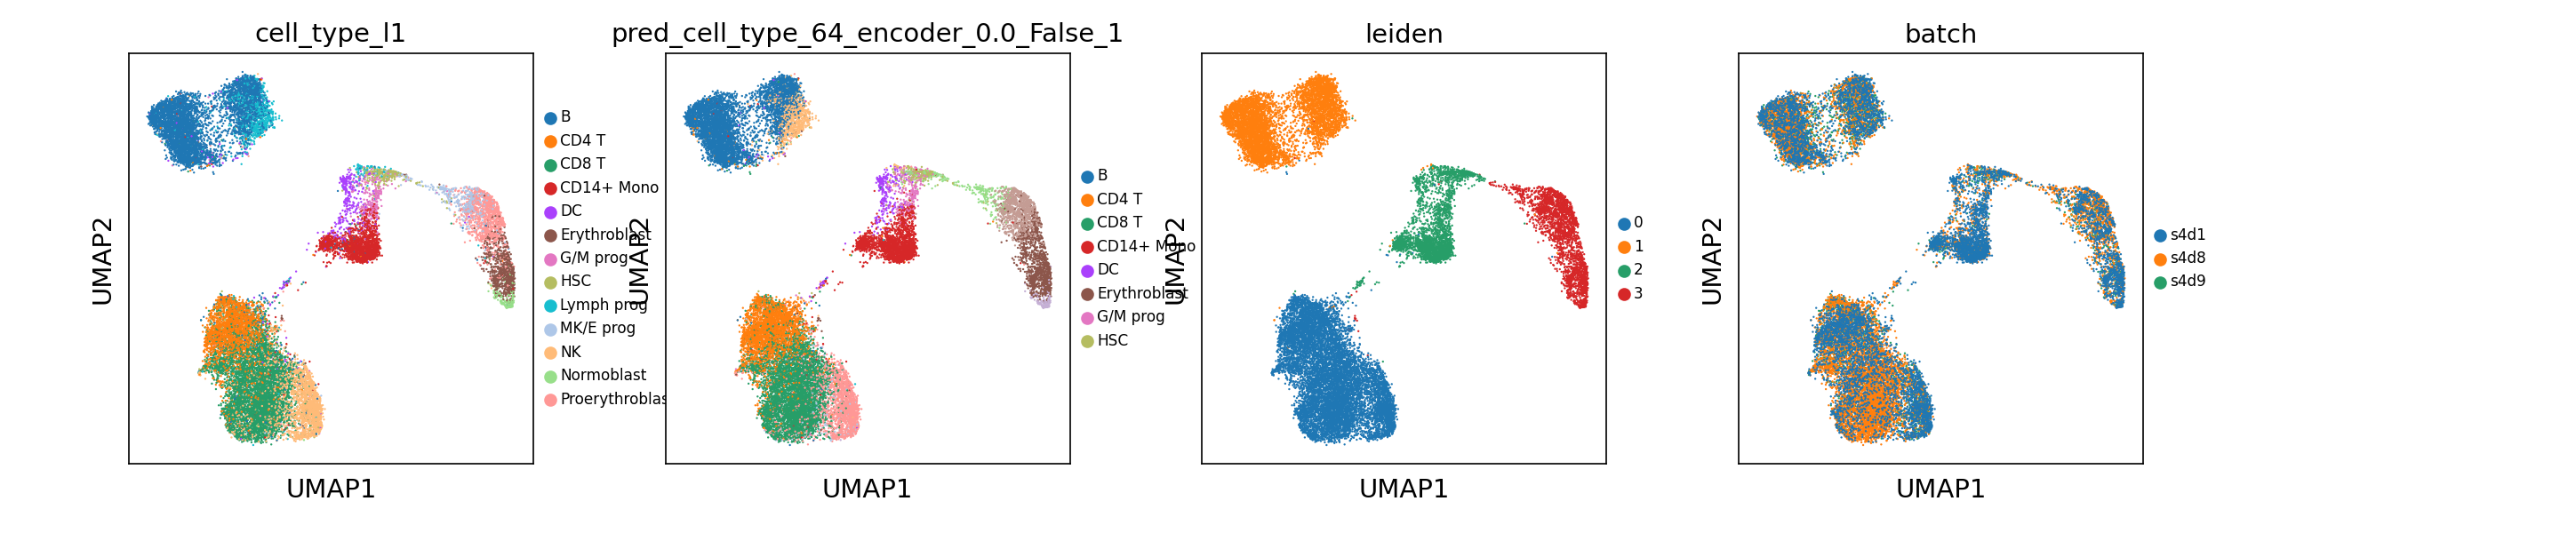 cell_type_l1
UMAP2
UMAP1
B
CD4 T
CD8 T
CD14+ Mono
DC
Erythroblast
G/M prog
HSC
Lymph prog
MK/E prog
NK
Normoblast
Proerythroblas
pred_cell_type_64_encoder_0.0_False_1
UMAP2
UMAP1
B
CD4 T
CD8 T
CD14+ Mono
DC
Erythroblast
G/M prog
HSC
leiden
UMAP2
UMAP1
0
1
2
3
batch
UMAP2
UMAP1
s4d1
s4d8
s4d9